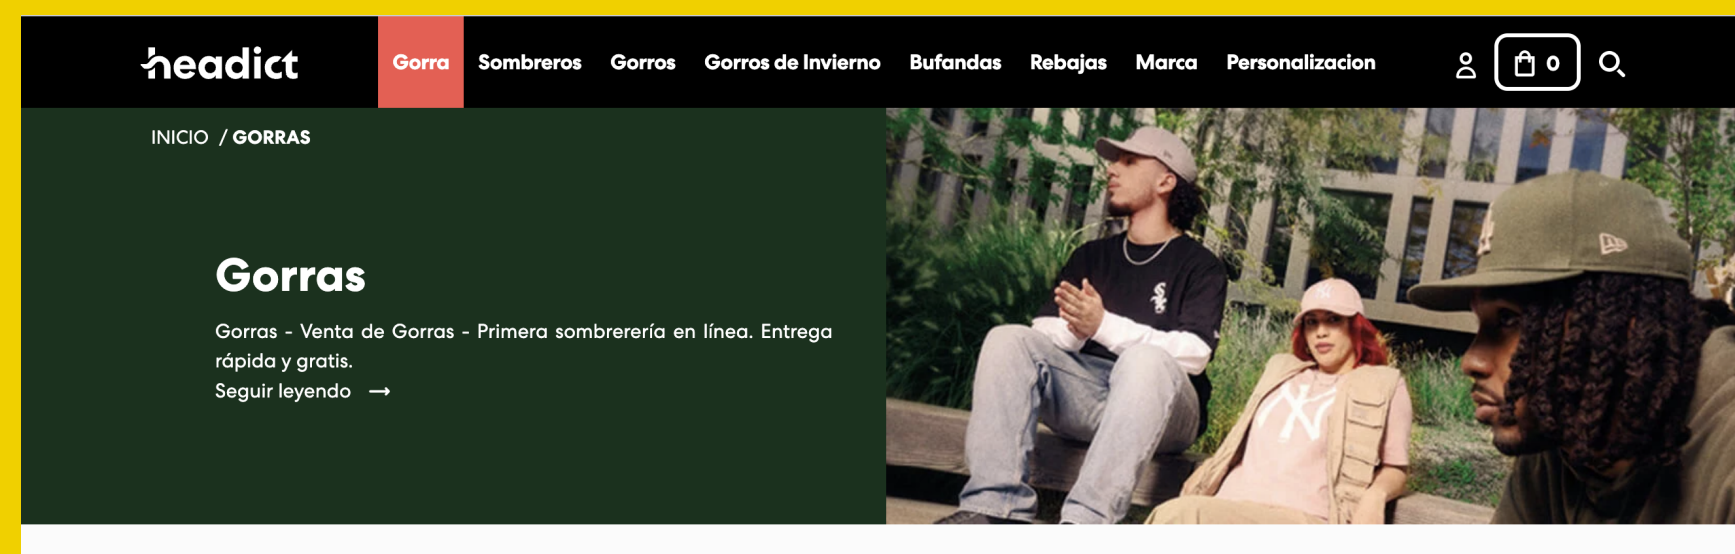 headict
Gorra Sombreros Gorros Gorros de Invierno Bufandas Rebajas Marca Personalizacion 0
INICIO / GORRAS
Gorras
Gorras - Venta de Gorras - Primera sombrerería en línea. Entrega
rápida y gratis.
Seguir leyendo →